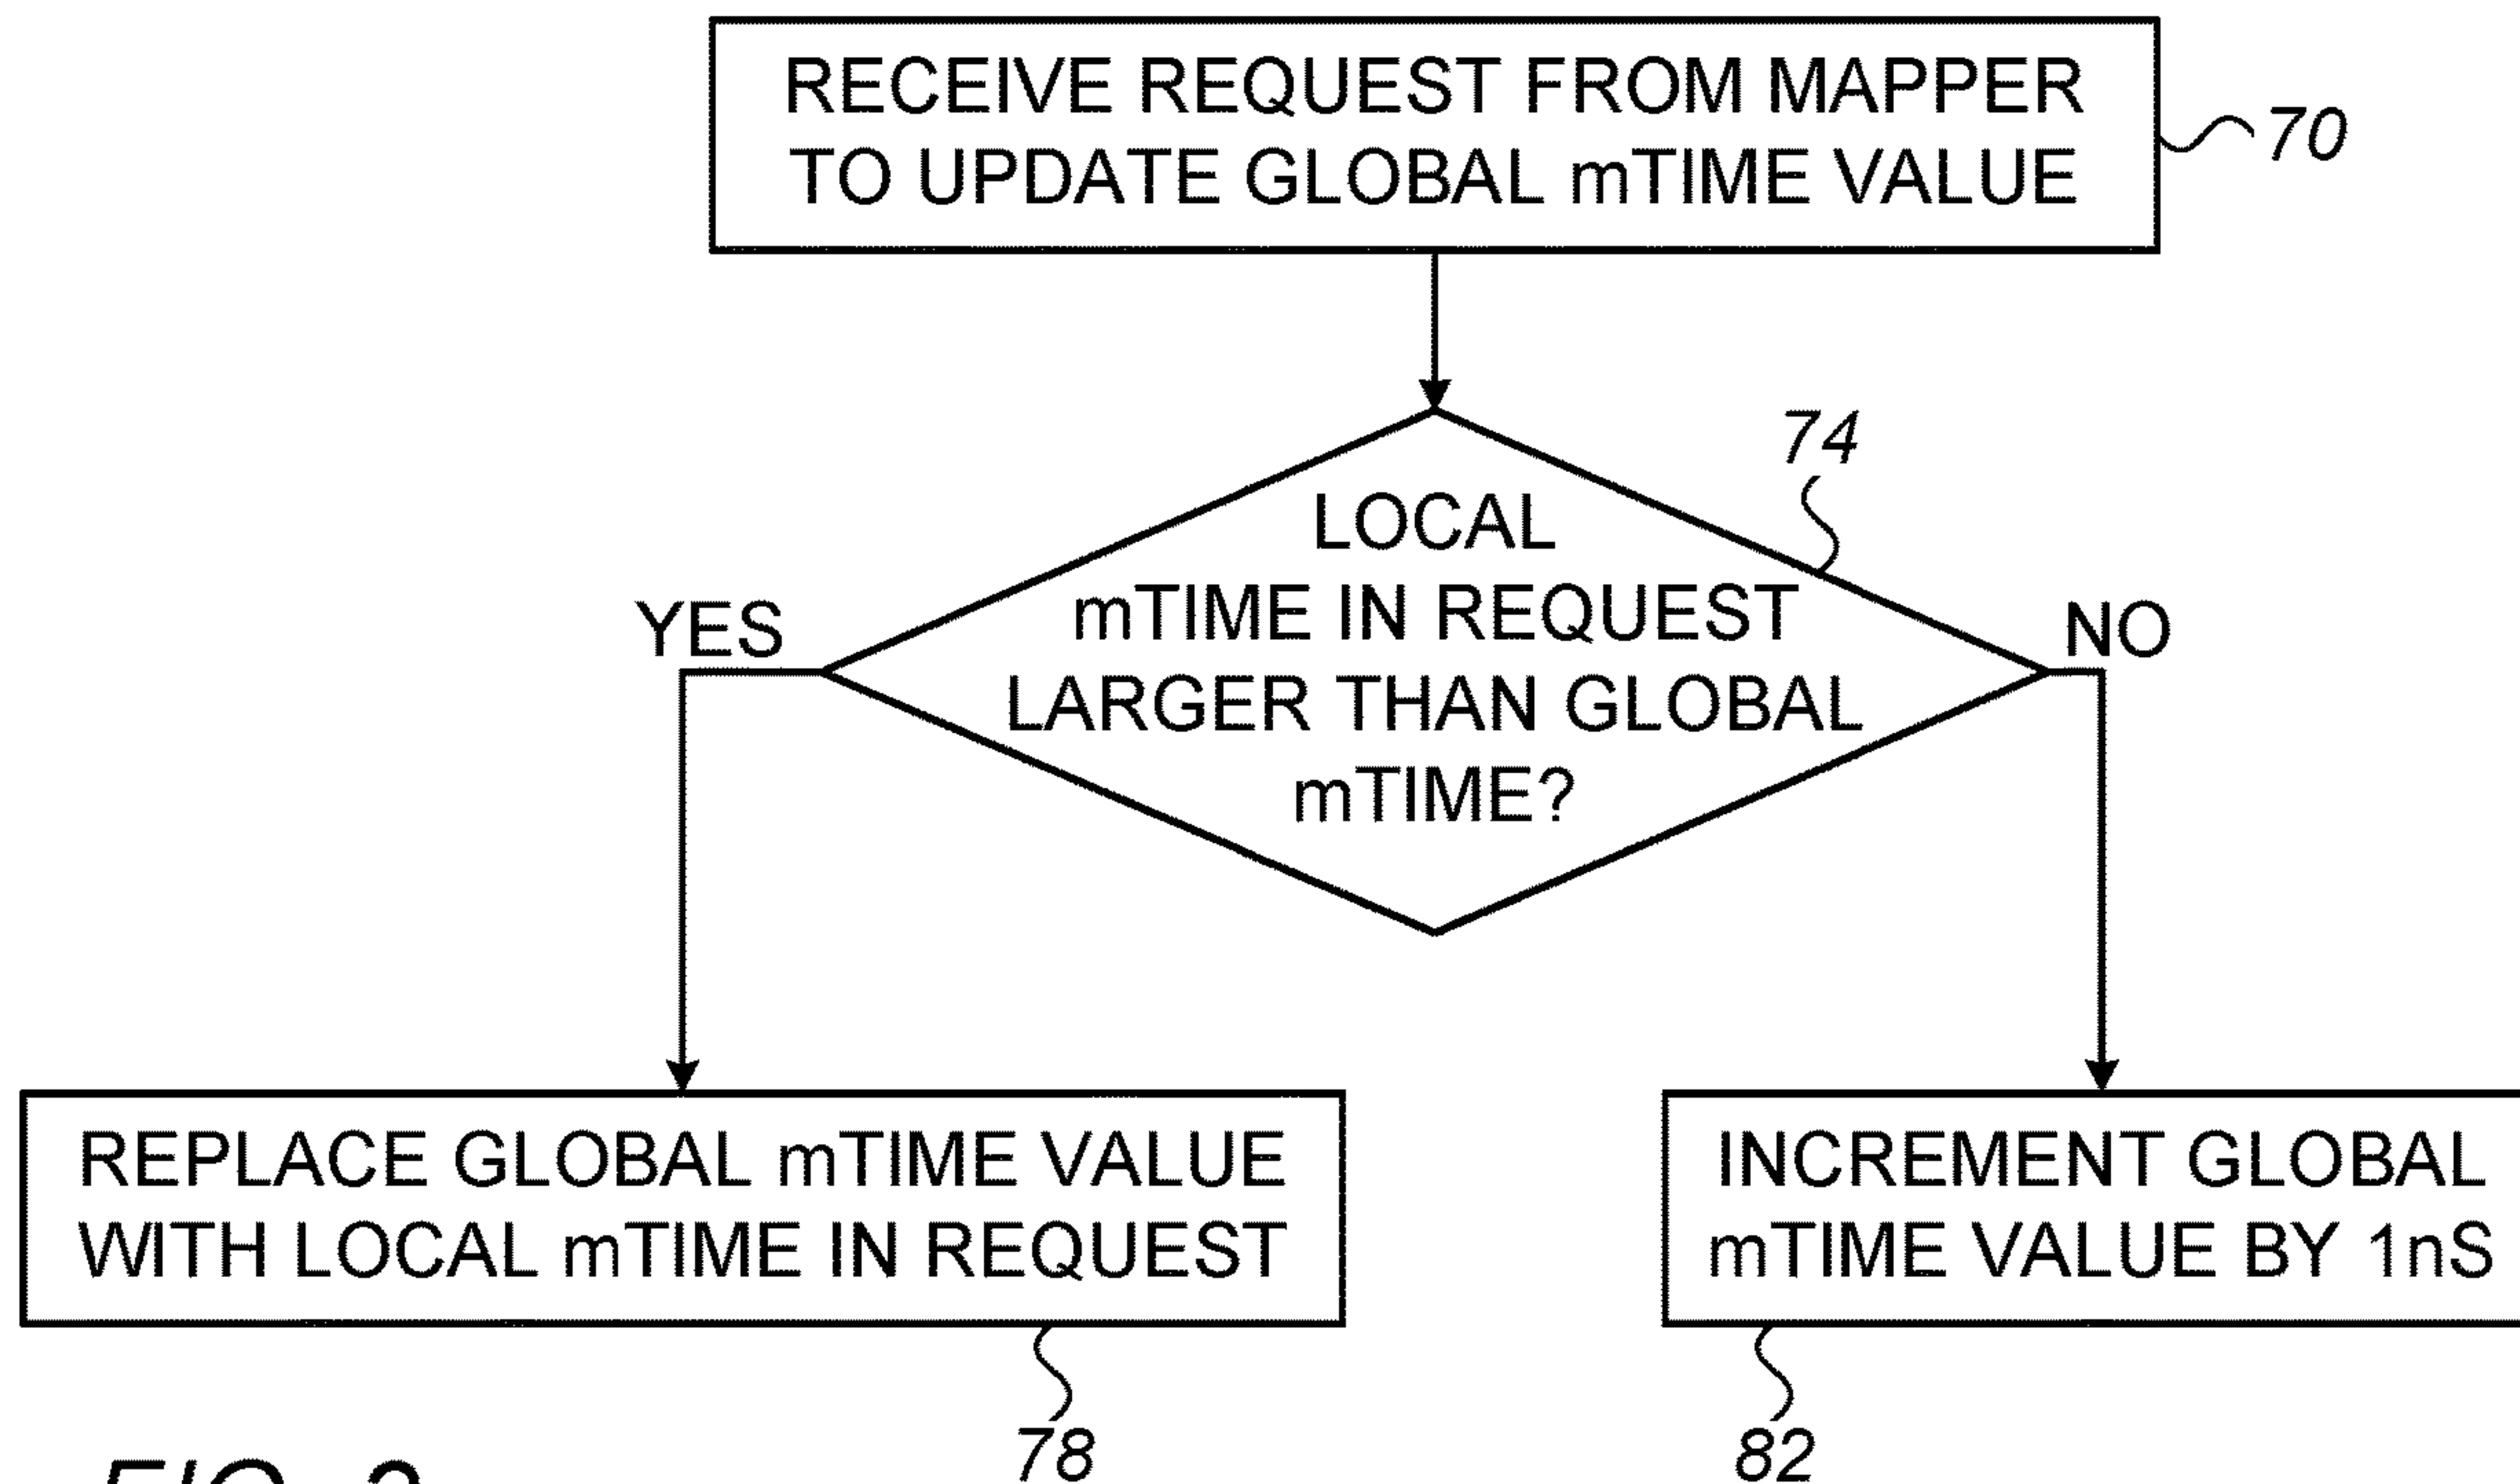 RECEIVE REQUEST FROM MAPPER
TO UPDATE GLOBAL mTIME VALUE
70
74
LOCAL
mTIME IN REQUEST
LARGER THAN GLOBAL
mTIME?
YES
NO
REPLACE GLOBAL mTIME VALUE
WITH LOCAL mTIME IN REQUEST
INCREMENT GLOBAL
mTIME VALUE BY 1nS
78
82
FIG.